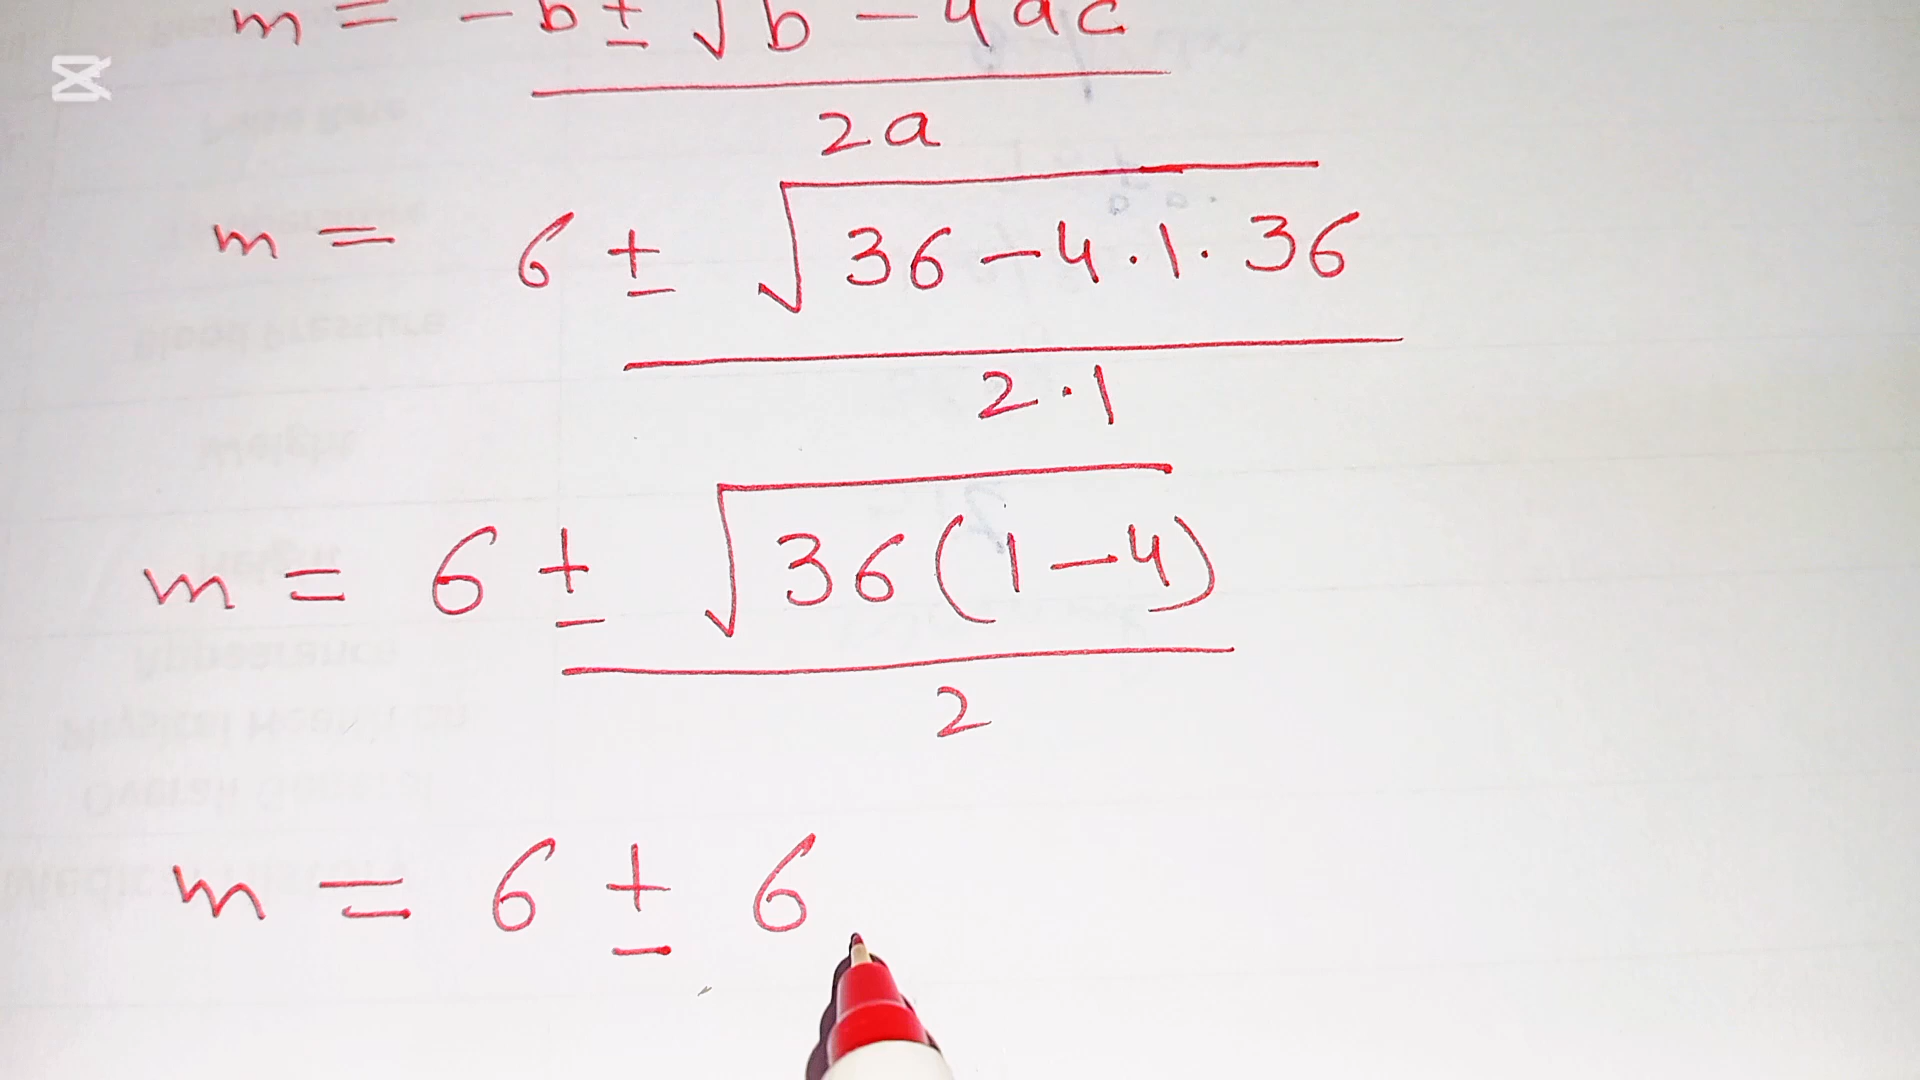 m = -b ± √b - 4ac
2a
m = 6 ± √36 - 4 . 1 . 36
2 . 1
m = 6 ± √36 (1 - 4)
2
m = 6 ± 6